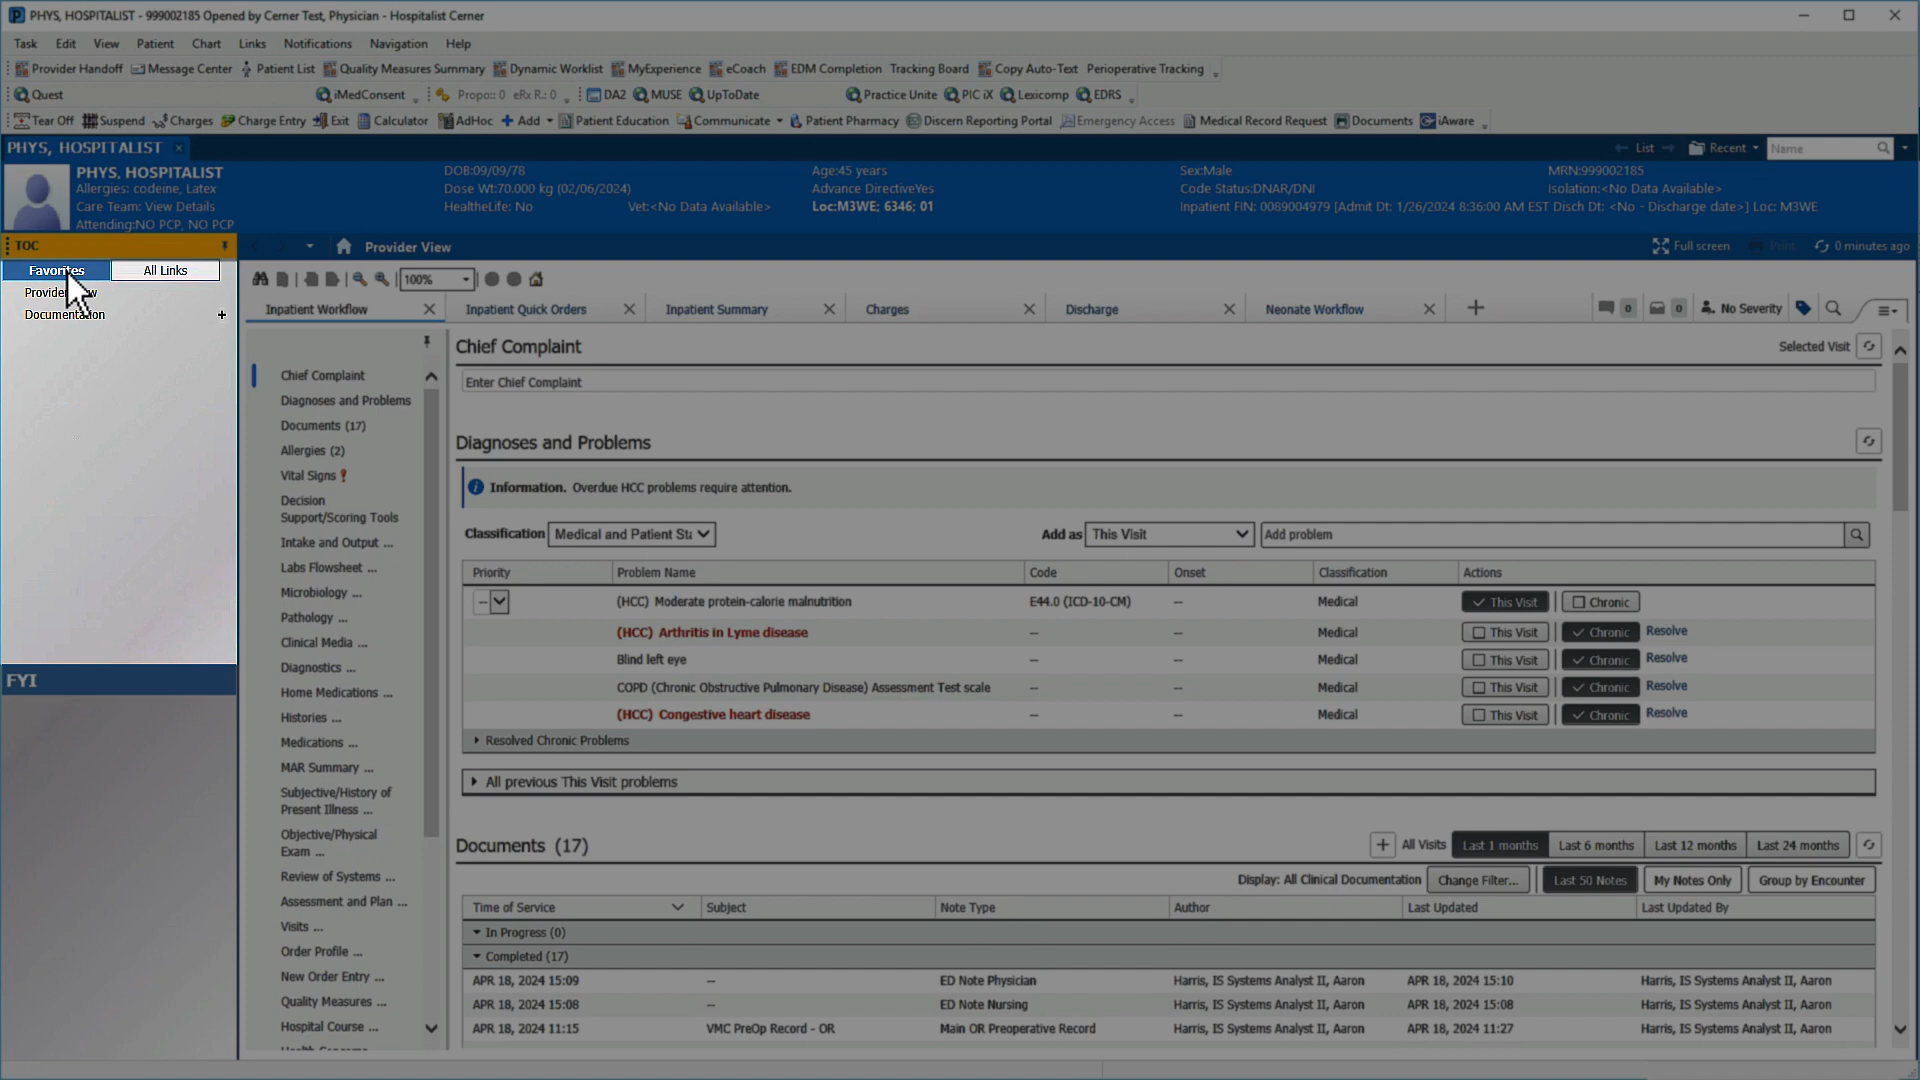 PHYS, HOSPITALIST - 999002185 Opened by Cerner Test, Physician - Hospitalist Cerner
Task Edit View Patient Chart Links Notifications Navigation Help
Provider Handoff Message Center Patient List Quality Measures Summary Dynamic Worklist MyExperience eCoach EDM Completion Tracking Board Copy Auto-Text Perioperative Tracking
Quest iMedConsent Propo:: 0 eRx R.: 0 DA2 MUSE UpToDate Practice Unite PIC iX Lexicomp EDRS
Tear Off Suspend Charges Charge Entry Exit Calculator AdHoc Add Patient Education Communicate Patient Pharmacy Discern Reporting Portal Emergency Access Medical Record Request Documents iAware
PHYS, HOSPITALIST × List Recent Name
PHYS, HOSPITALIST DOB:09/09/78 Age:45 years Sex:Male MRN:999002185
Allergies: codeine, Latex Dose Wt:70.000 kg (02/06/2024) Advance DirectiveYes Code Status:DNAR/DNI Isolation:<No Data Available>
Care Team: View Details HealtheLife: No Vet:<No Data Available> Loc:M3WE; 6346; 01 Inpatient FIN: 0089004979 [Admit Dt: 1/26/2024 8:36:00 AM EST Disch Dt: <No - Discharge date>] Loc: M3WE
Attending:NO PCP, NO PCP
TOC
Provider View Full screen Print 0 minutes ago
Favorites All Links
Documentation +
FYI
100%
Inpatient Workflow Inpatient Quick Orders Inpatient Summary Charges Discharge Neonate Workflow + 0 0 No Severity
Chief Complaint
Diagnoses and Problems
Documents (17)
Allergies (2)
Vital Signs
Decision
Support/Scoring Tools
Intake and Output ...
Labs Flowsheet ...
Microbiology ...
Pathology ...
Clinical Media ...
Diagnostics ...
Home Medications ...
Histories ...
Medications ...
MAR Summary ...
Subjective/History of
Present Illness ...
Objective/Physical
Exam ...
Review of Systems ...
Assessment and Plan ...
Visits ...
Order Profile ...
New Order Entry ...
Quality Measures ...
Hospital Course ...
Chief Complaint Selected Visit
Enter Chief Complaint
Diagnoses and Problems
Information. Overdue HCC problems require attention.
Classification Medical and Patient Sta Add as This Visit Add problem
Priority Problem Name Code Onset Classification Actions
-- (HCC) Moderate protein-calorie malnutrition E44.0 (ICD-10-CM) -- Medical This Visit Chronic
(HCC) Arthritis in Lyme disease -- -- Medical This Visit Chronic Resolve
Blind left eye -- -- Medical This Visit Chronic Resolve
COPD (Chronic Obstructive Pulmonary Disease) Assessment Test scale -- -- Medical This Visit Chronic Resolve
(HCC) Congestive heart disease -- -- Medical This Visit Chronic Resolve
Resolved Chronic Problems
All previous This Visit problems
Documents (17) + All Visits Last 1 months Last 6 months Last 12 months Last 24 months
Display: All Clinical Documentation Change Filter... Last 50 Notes My Notes Only Group by Encounter
Time of Service Subject Note Type Author Last Updated Last Updated By
In Progress (0)
Completed (17)
APR 18, 2024 15:09 -- ED Note Physician Harris, IS Systems Analyst II, Aaron APR 18, 2024 15:10 Harris, IS Systems Analyst II, Aaron
APR 18, 2024 15:08 -- ED Note Nursing Harris, IS Systems Analyst II, Aaron APR 18, 2024 15:08 Harris, IS Systems Analyst II, Aaron
APR 18, 2024 11:15 VMC PreOp Record - OR Main OR Preoperative Record Harris, IS Systems Analyst II, Aaron APR 18, 2024 11:27 Harris, IS Systems Analyst II, Aaron